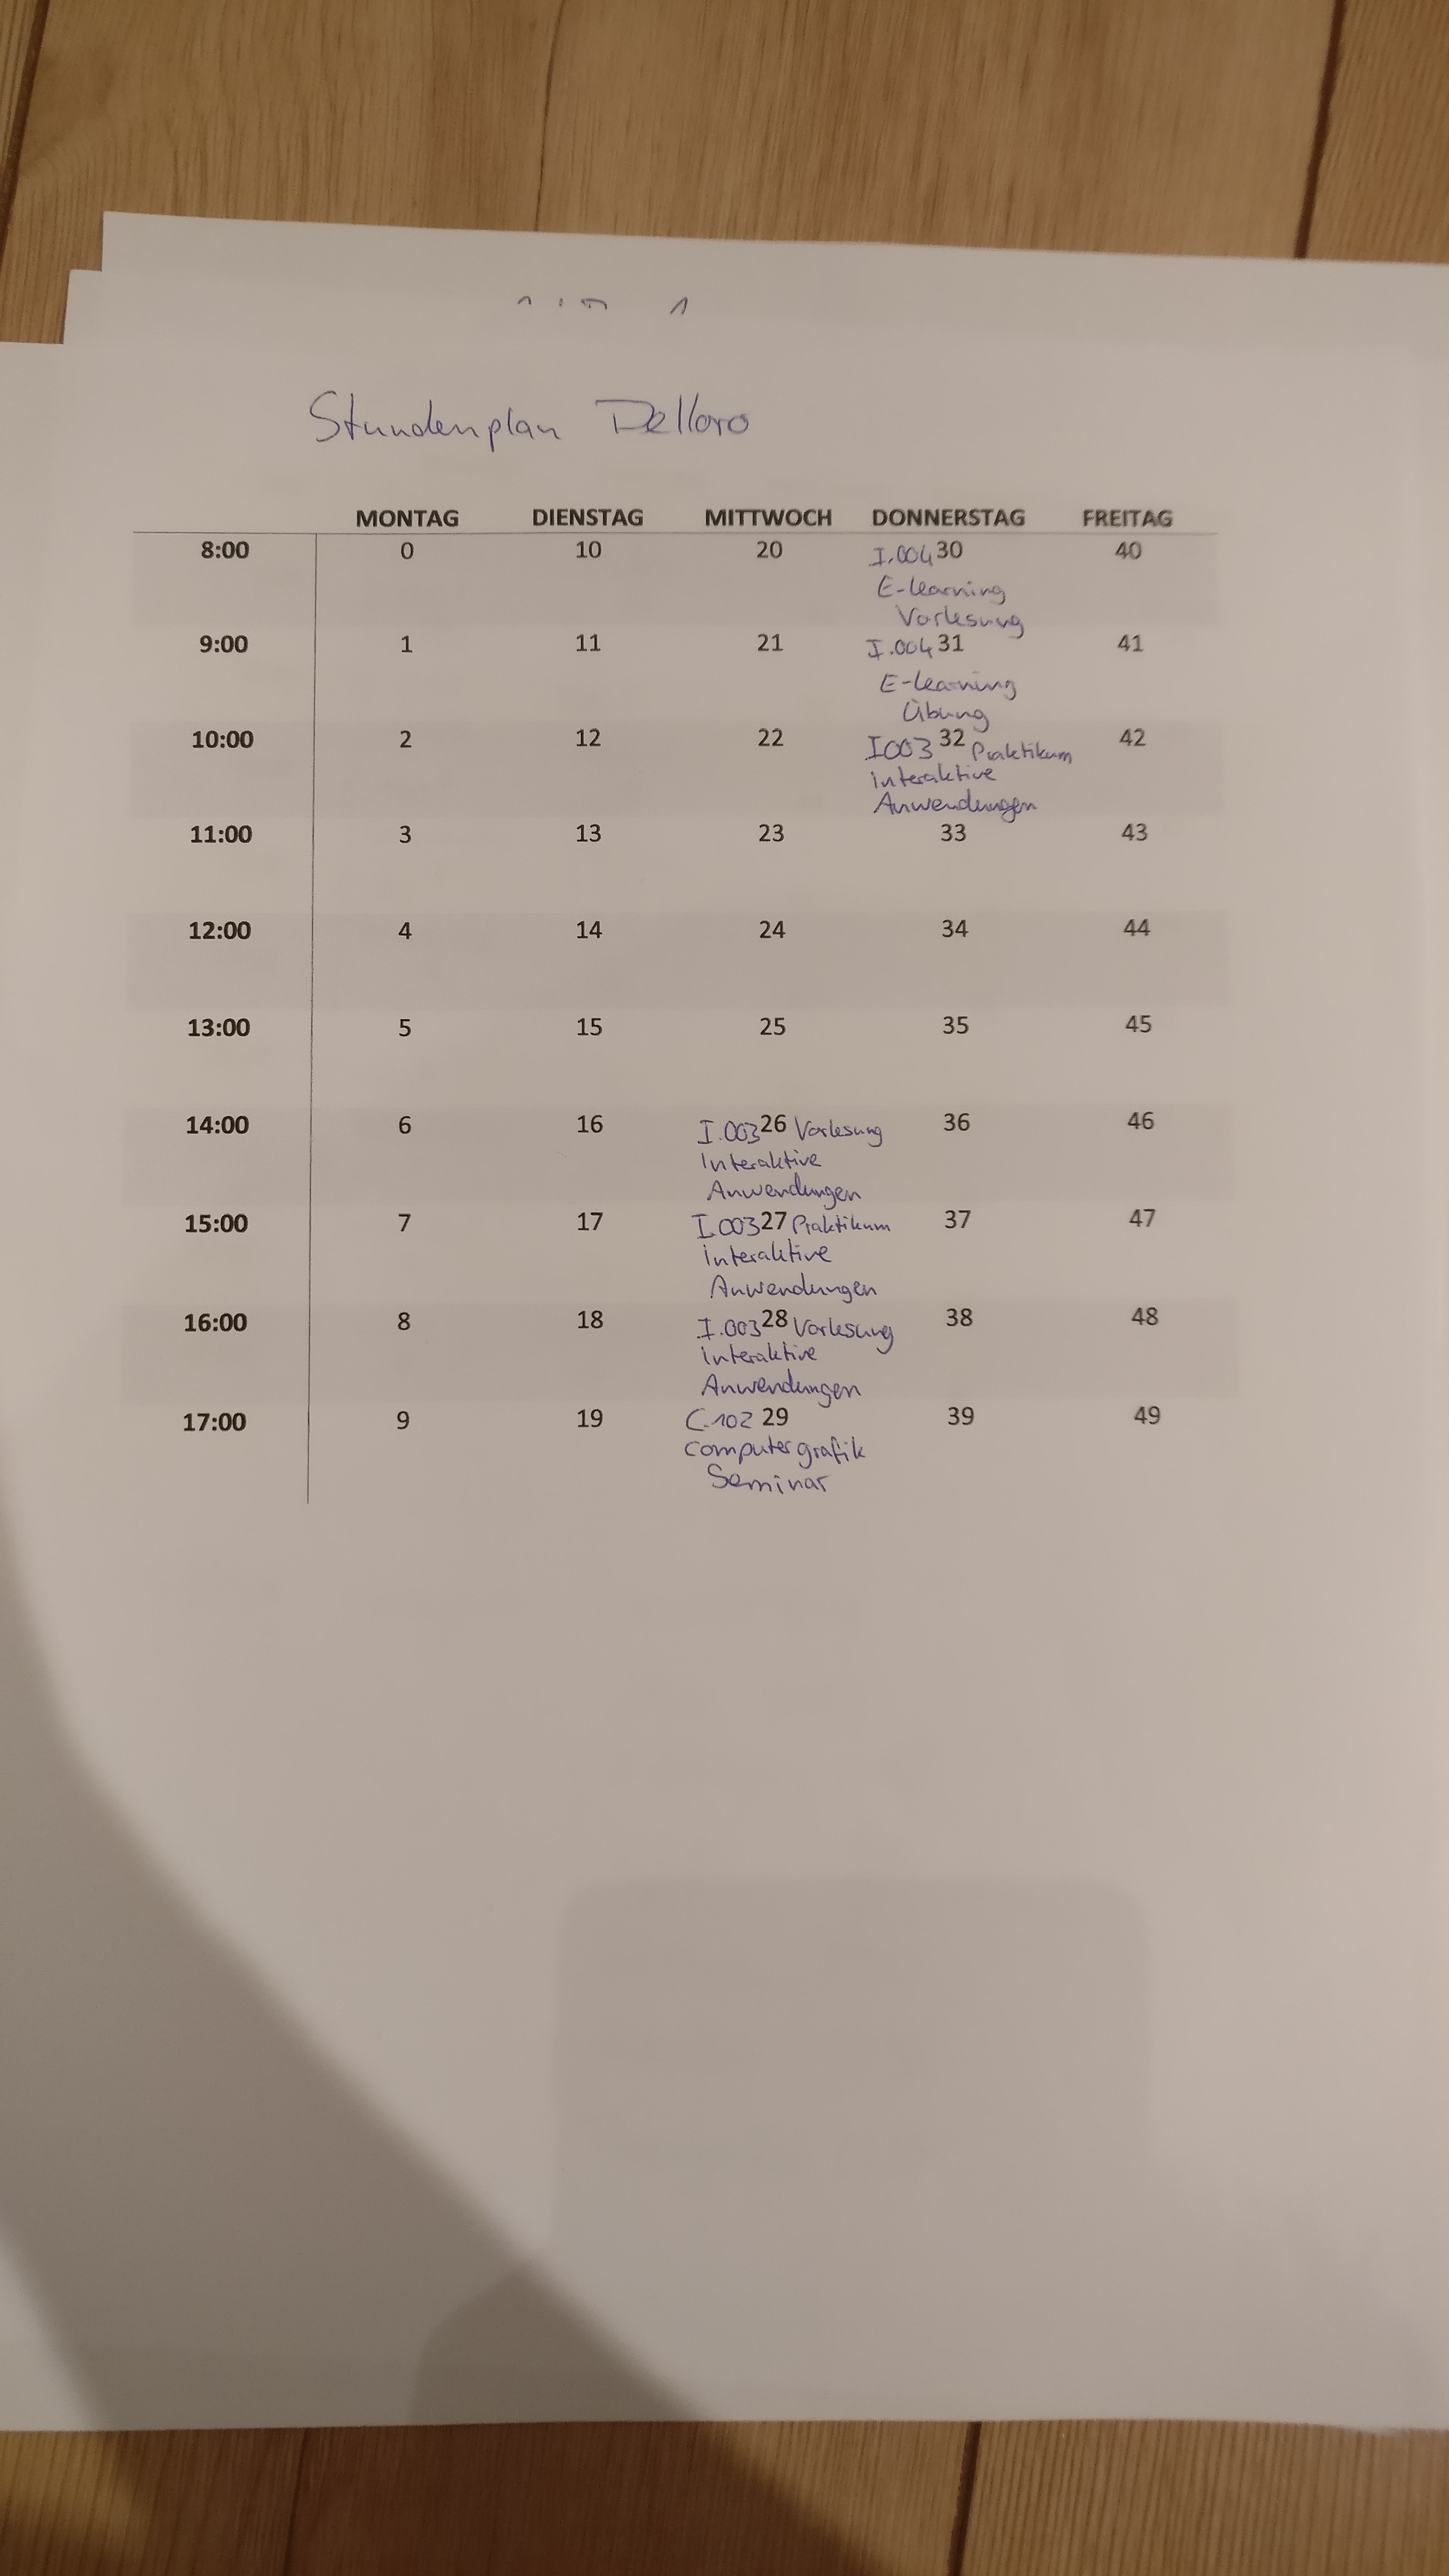 Stundenplan Delloro
MONTAG DIENSTAG MITTWOCH DONNERSTAG FREITAG
8:00 0 10 20 I.004 30 40
E-learning
Vorlesung
9:00 1 11 21 I.004 31 41
E-learning
Übung
10:00 2 12 22 I003 32 Praktikum 42
interaktive
Anwendungen
11:00 3 13 23 33 43
12:00 4 14 24 34 44
13:00 5 15 25 35 45
14:00 6 16 I.003 26 Vorlesung 36 46
Interaktive
Anwendungen
15:00 7 17 I.003 27 Praktikum 37 47
interaktive
Anwendungen
16:00 8 18 I.003 28 Vorlesung 38 48
interaktive
Anwendungen
17:00 9 19 C.102 29 39 49
computergrafik
Seminar